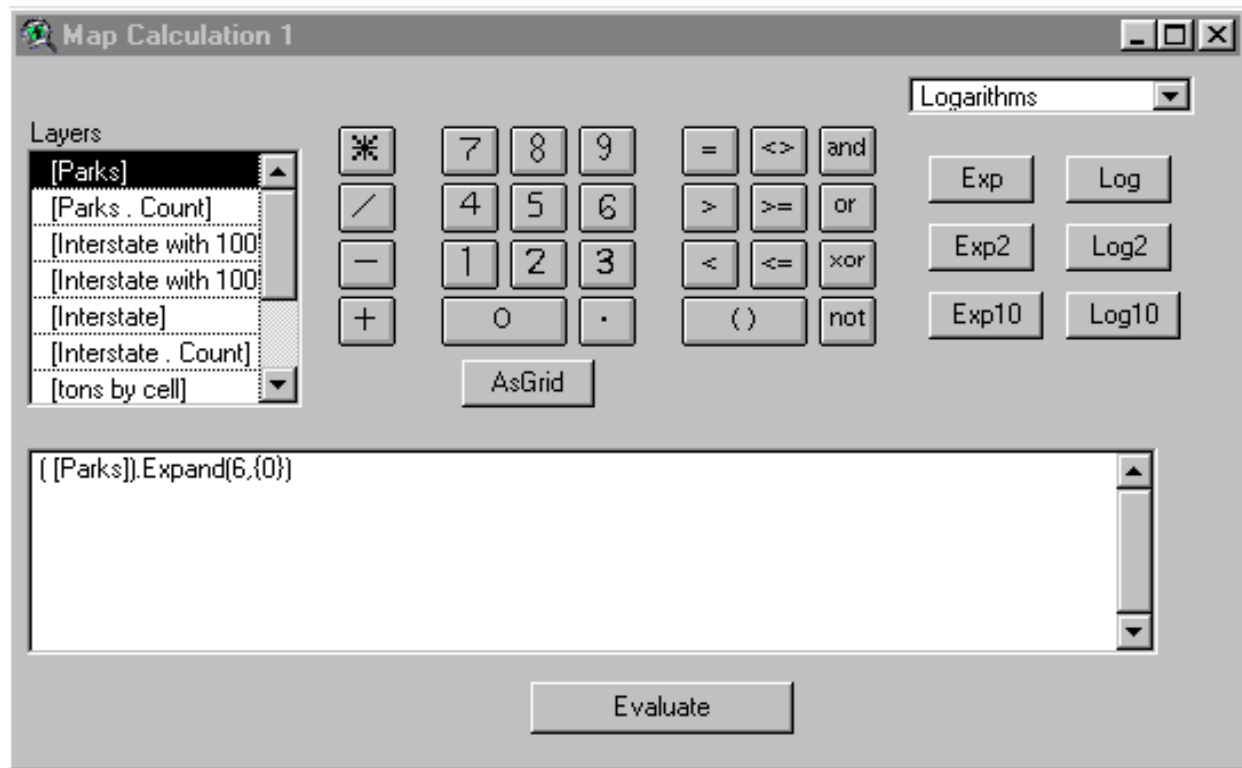 Map Calculation 1
Logarithms
Layers
[Parks]
[Parks . Count]
[Interstate with 100
[Interstate with 100
[Interstate]
[Interstate . Count]
[tons by cell]
* 7 8 9 = <> and
/ 4 5 6 > >= or
- 1 2 3 < <= xor
+ 0 . ( ) not
AsGrid
Exp Log
Exp2 Log2
Exp10 Log10
( [Parks]).Expand(6,{0})
Evaluate